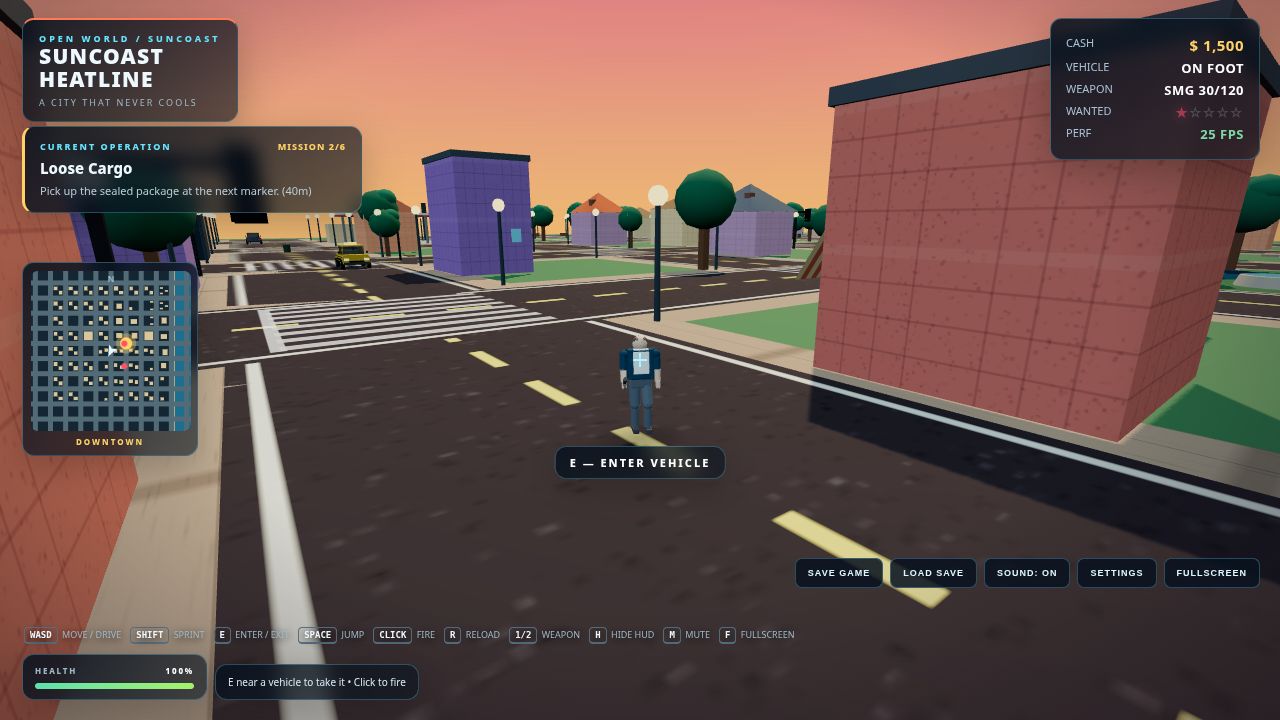 OPEN WORLD / SUNCOAST
SUNCOAST
HEATLINE
A CITY THAT NEVER COOLS
CURRENT OPERATION MISSION 2/6
Loose Cargo
Pick up the sealed package at the next marker. (40m)
N
DOWNTOWN
CASH $ 1,500
VEHICLE ON FOOT
WEAPON SMG 30/120
WANTED ★☆☆☆☆
PERF 25 FPS
E — ENTER VEHICLE
SAVE GAME LOAD SAVE SOUND: ON SETTINGS FULLSCREEN
WASD MOVE / DRIVE SHIFT SPRINT E ENTER / EXIT SPACE JUMP CLICK FIRE R RELOAD 1/2 WEAPON H HIDE HUD M MUTE F FULLSCREEN
HEALTH 100%
E near a vehicle to take it • Click to fire